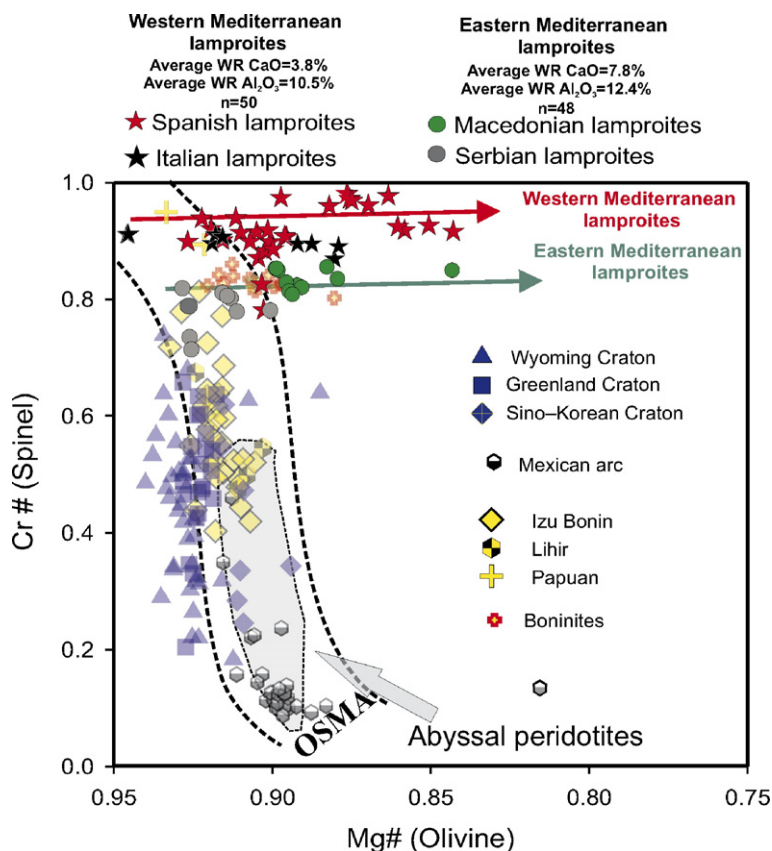 Western Mediterranean
lamproites
Average WR CaO=3.8%
Average WR Al₂O₃=10.5%
n=50
Eastern Mediterranean
lamproites
Average WR CaO=7.8%
Average WR Al₂O₃=12.4%
n=48
Spanish lamproites
Italian lamproites
Macedonian lamproites
Serbian lamproites
1.0
0.8
0.6
0.4
0.2
0.0
Cr # (Spinel)
Western Mediterranean
lamproites
Eastern Mediterranean
lamproites
Wyoming Craton
Greenland Craton
Sino–Korean Craton
Mexican arc
Izu Bonin
Lihir
Papuan
Boninites
OSMA
Abyssal peridotites
0.95
0.90
0.85
0.80
0.75
Mg# (Olivine)